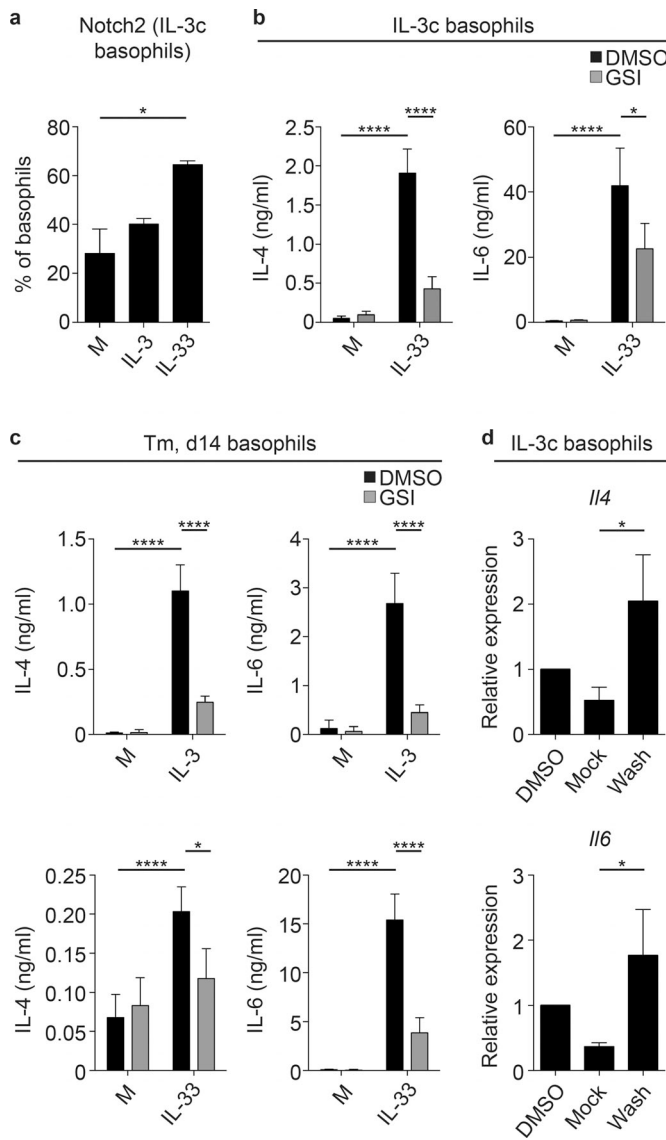 a
Notch2 (IL-3c
basophils)
% of basophils
80
60
40
20
0
*
M
IL-3
IL-33
b
IL-3c basophils
DMSO
GSI
IL-4 (ng/ml)
2.5
2.0
1.5
1.0
0.5
0
****
****
M
IL-33
IL-6 (ng/ml)
60
40
20
0
****
*
M
IL-33
c
Tm, d14 basophils
DMSO
GSI
IL-4 (ng/ml)
1.5
1.0
0.5
0
****
****
M
IL-3
IL-6 (ng/ml)
4
3
2
1
0
****
****
M
IL-3
IL-4 (ng/ml)
0.25
0.20
0.15
0.10
0.05
0
****
*
M
IL-33
IL-6 (ng/ml)
20
15
10
5
0
****
****
M
IL-33
d
IL-3c basophils
Il4
Relative expression
3
2
1
0
*
DMSO
Mock
Wash
Il6
Relative expression
3
2
1
0
*
DMSO
Mock
Wash